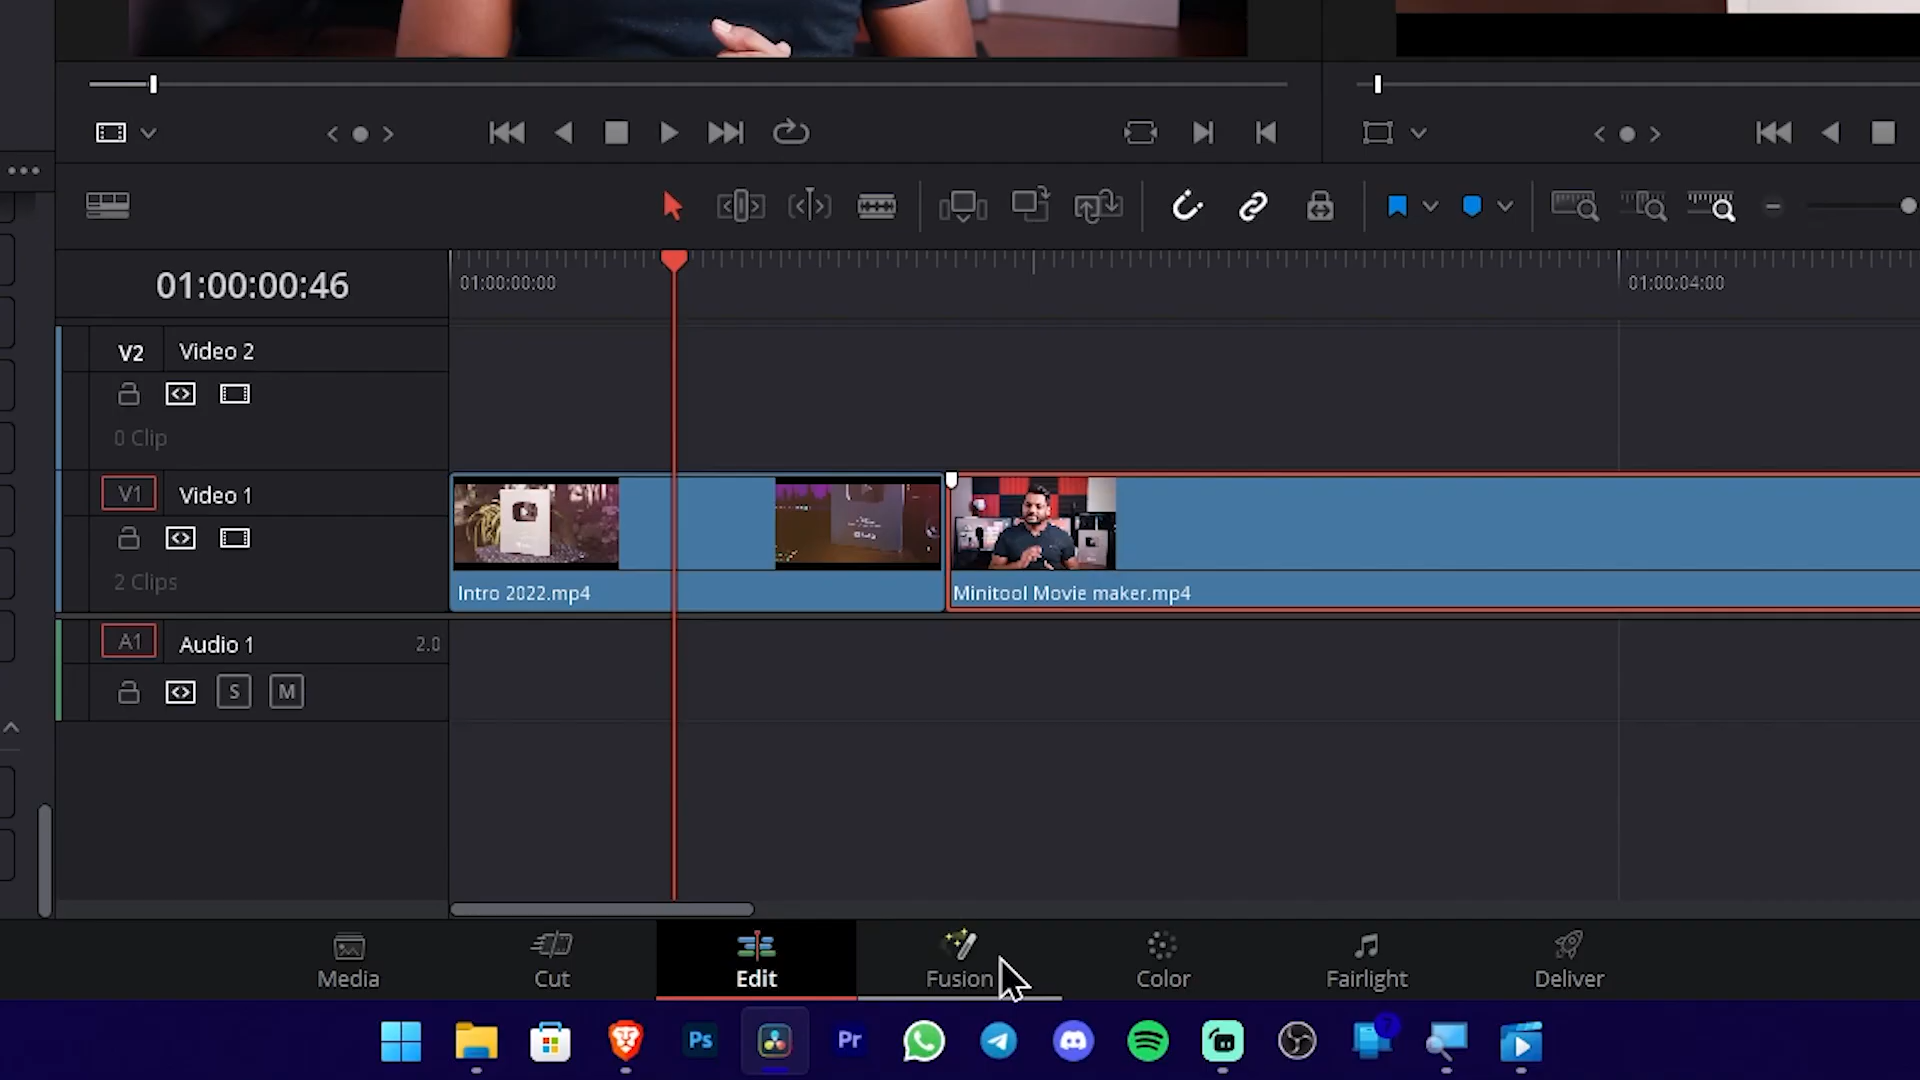 01:00:00:46
01:00:00:00
01:00:04:00
V2 Video 2
0 Clip
V1 Video 1
2 Clips
Intro 2022.mp4
Minitool Movie maker.mp4
A1 Audio 1 2.0
S M
Media Cut Edit Fusion Color Fairlight Deliver
Ps Pr